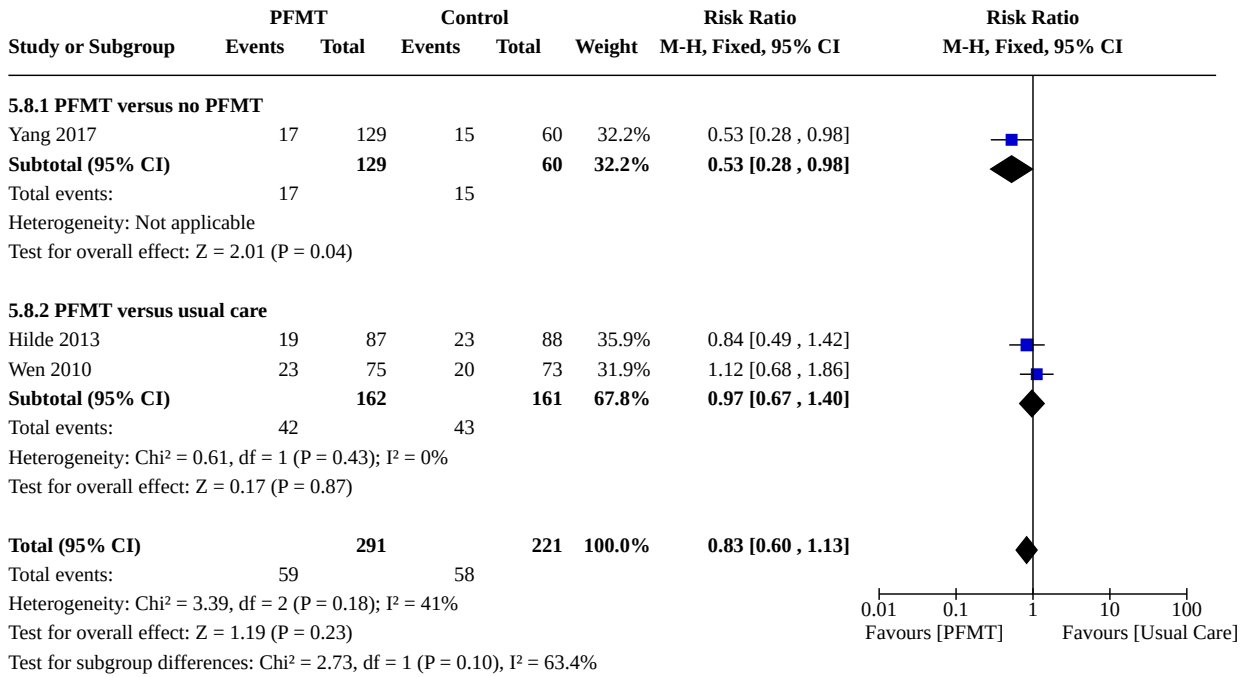 PFMT Control Risk Ratio Risk Ratio
Study or Subgroup Events Total Events Total Weight M-H, Fixed, 95% CI M-H, Fixed, 95% CI
5.8.1 PFMT versus no PFMT
Yang 2017 17 129 15 60 32.2% 0.53 [0.28 , 0.98]
Subtotal (95% CI) 129 60 32.2% 0.53 [0.28 , 0.98]
Total events: 17 15
Heterogeneity: Not applicable
Test for overall effect: Z = 2.01 (P = 0.04)
5.8.2 PFMT versus usual care
Hilde 2013 19 87 23 88 35.9% 0.84 [0.49 , 1.42]
Wen 2010 23 75 20 73 31.9% 1.12 [0.68 , 1.86]
Subtotal (95% CI) 162 161 67.8% 0.97 [0.67 , 1.40]
Total events: 42 43
Heterogeneity: Chi² = 0.61, df = 1 (P = 0.43); I² = 0%
Test for overall effect: Z = 0.17 (P = 0.87)
Total (95% CI) 291 221 100.0% 0.83 [0.60 , 1.13]
Total events: 59 58
Heterogeneity: Chi² = 3.39, df = 2 (P = 0.18); I² = 41%
0.01 0.1 1 10 100
Test for overall effect: Z = 1.19 (P = 0.23)
Favours [PFMT] Favours [Usual Care]
Test for subgroup differences: Chi² = 2.73, df = 1 (P = 0.10), I² = 63.4%